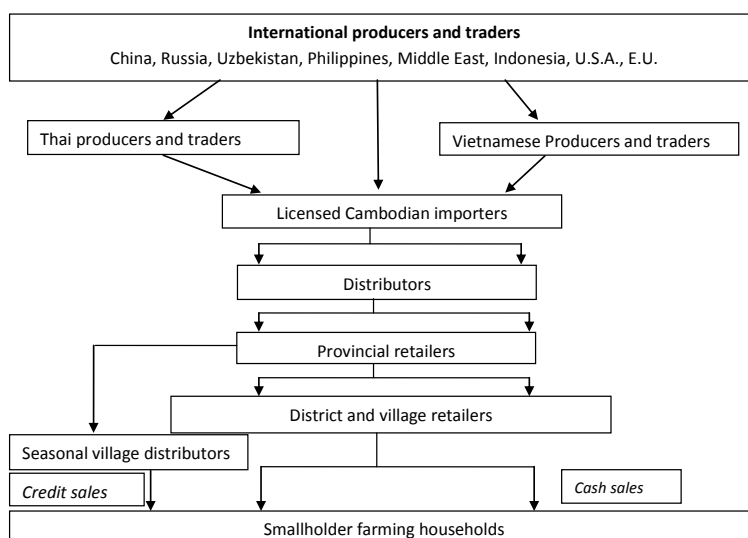 International producers and traders
China, Russia, Uzbekistan, Philippines, Middle East, Indonesia, U.S.A., E.U.
Thai producers and traders
Vietnamese Producers and traders
Licensed Cambodian importers
Distributors
Provincial retailers
District and village retailers
Seasonal village distributors
Credit sales
Cash sales
Smallholder farming households